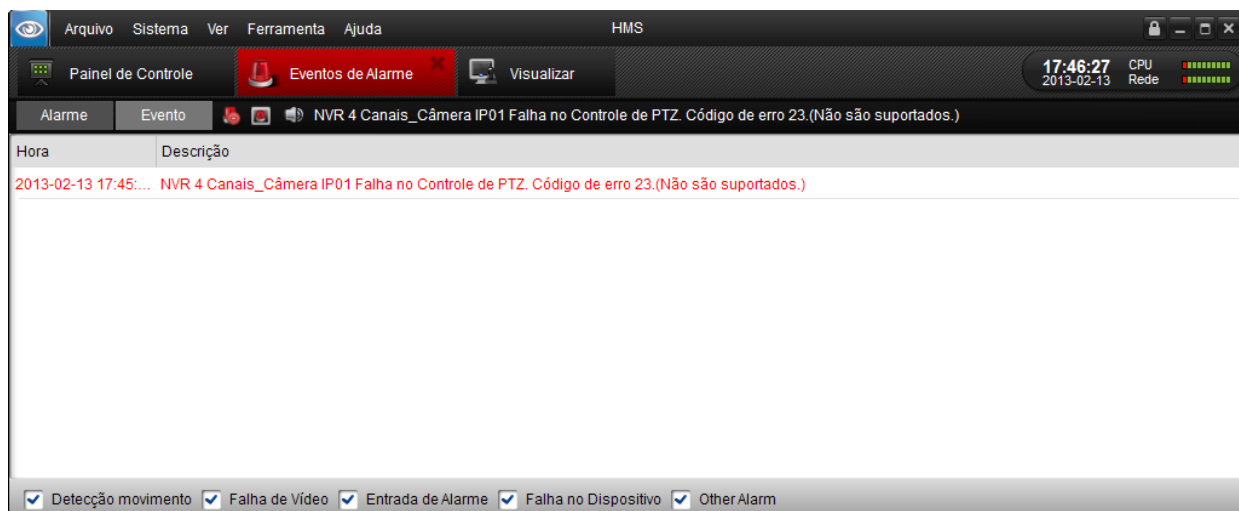 Arquivo Sistema Ver Ferramenta Ajuda HMS
Painel de Controle Eventos de Alarme Visualizar 17:46:27 CPU
2013-02-13 Rede
Alarme Evento NVR 4 Canais_Câmera IP01 Falha no Controle de PTZ. Código de erro 23.(Não são suportados.)
Hora Descrição
2013-02-13 17:45:... NVR 4 Canais_Câmera IP01 Falha no Controle de PTZ. Código de erro 23.(Não são suportados.)
Detecção movimento Falha de Vídeo Entrada de Alarme Falha no Dispositivo Other Alarm